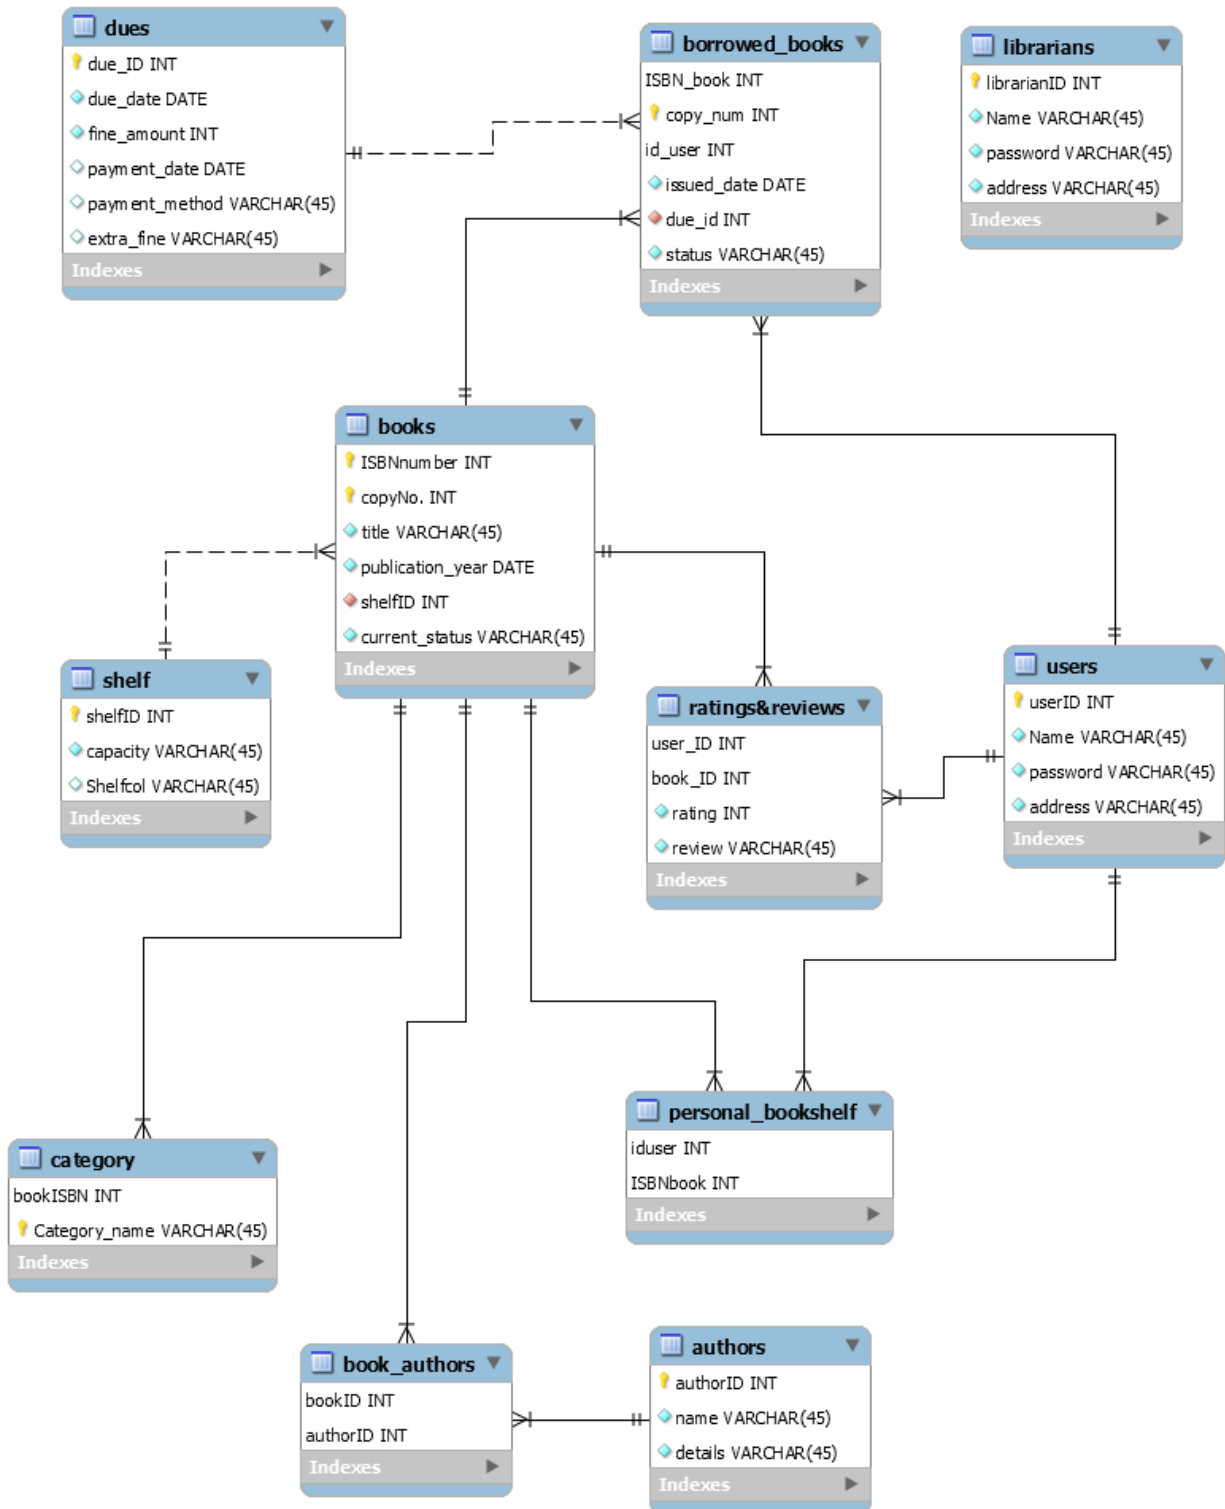 dues
due_ID INT
due_date DATE
fine_amount INT
payment_date DATE
payment_method VARCHAR(45)
extra_fine VARCHAR(45)
Indexes
borrowed_books
ISBN_book INT
copy_num INT
id_user INT
issued_date DATE
due_id INT
status VARCHAR(45)
Indexes
librarians
librarianID INT
Name VARCHAR(45)
password VARCHAR(45)
address VARCHAR(45)
Indexes
books
ISBNnumber INT
copyNo. INT
title VARCHAR(45)
publication_year DATE
shelfID INT
current_status VARCHAR(45)
Indexes
shelf
shelfID INT
capacity VARCHAR(45)
Shelfcol VARCHAR(45)
Indexes
ratings&reviews
user_ID INT
book_ID INT
rating INT
review VARCHAR(45)
Indexes
users
userID INT
Name VARCHAR(45)
password VARCHAR(45)
address VARCHAR(45)
Indexes
personal_bookshelf
iduser INT
ISBNbook INT
Indexes
category
bookISBN INT
Category_name VARCHAR(45)
Indexes
book_authors
bookID INT
authorID INT
Indexes
authors
authorID INT
name VARCHAR(45)
details VARCHAR(45)
Indexes